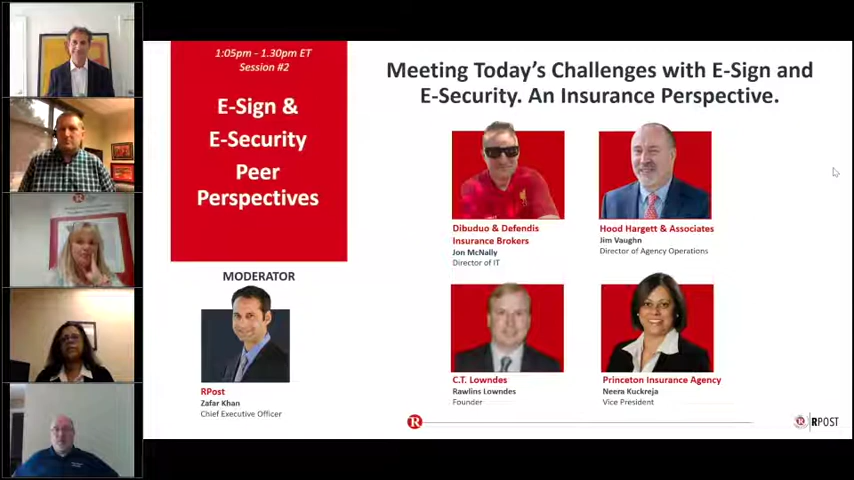 1:05pm - 1.30pm ET
Session #2
E-Sign &
E-Security
Peer
Perspectives
MODERATOR
RPost
Zafar Khan
Chief Executive Officer
Meeting Today's Challenges with E-Sign and
E-Security. An Insurance Perspective.
Dibuduo & Defendis
Insurance Brokers
Jon McNally
Director of IT
Hood Hargett & Associates
Jim Vaughn
Director of Agency Operations
C.T. Lowndes
Rawlins Lowndes
Founder
Princeton Insurance Agency
Neera Kuckreja
Vice President
RPOST